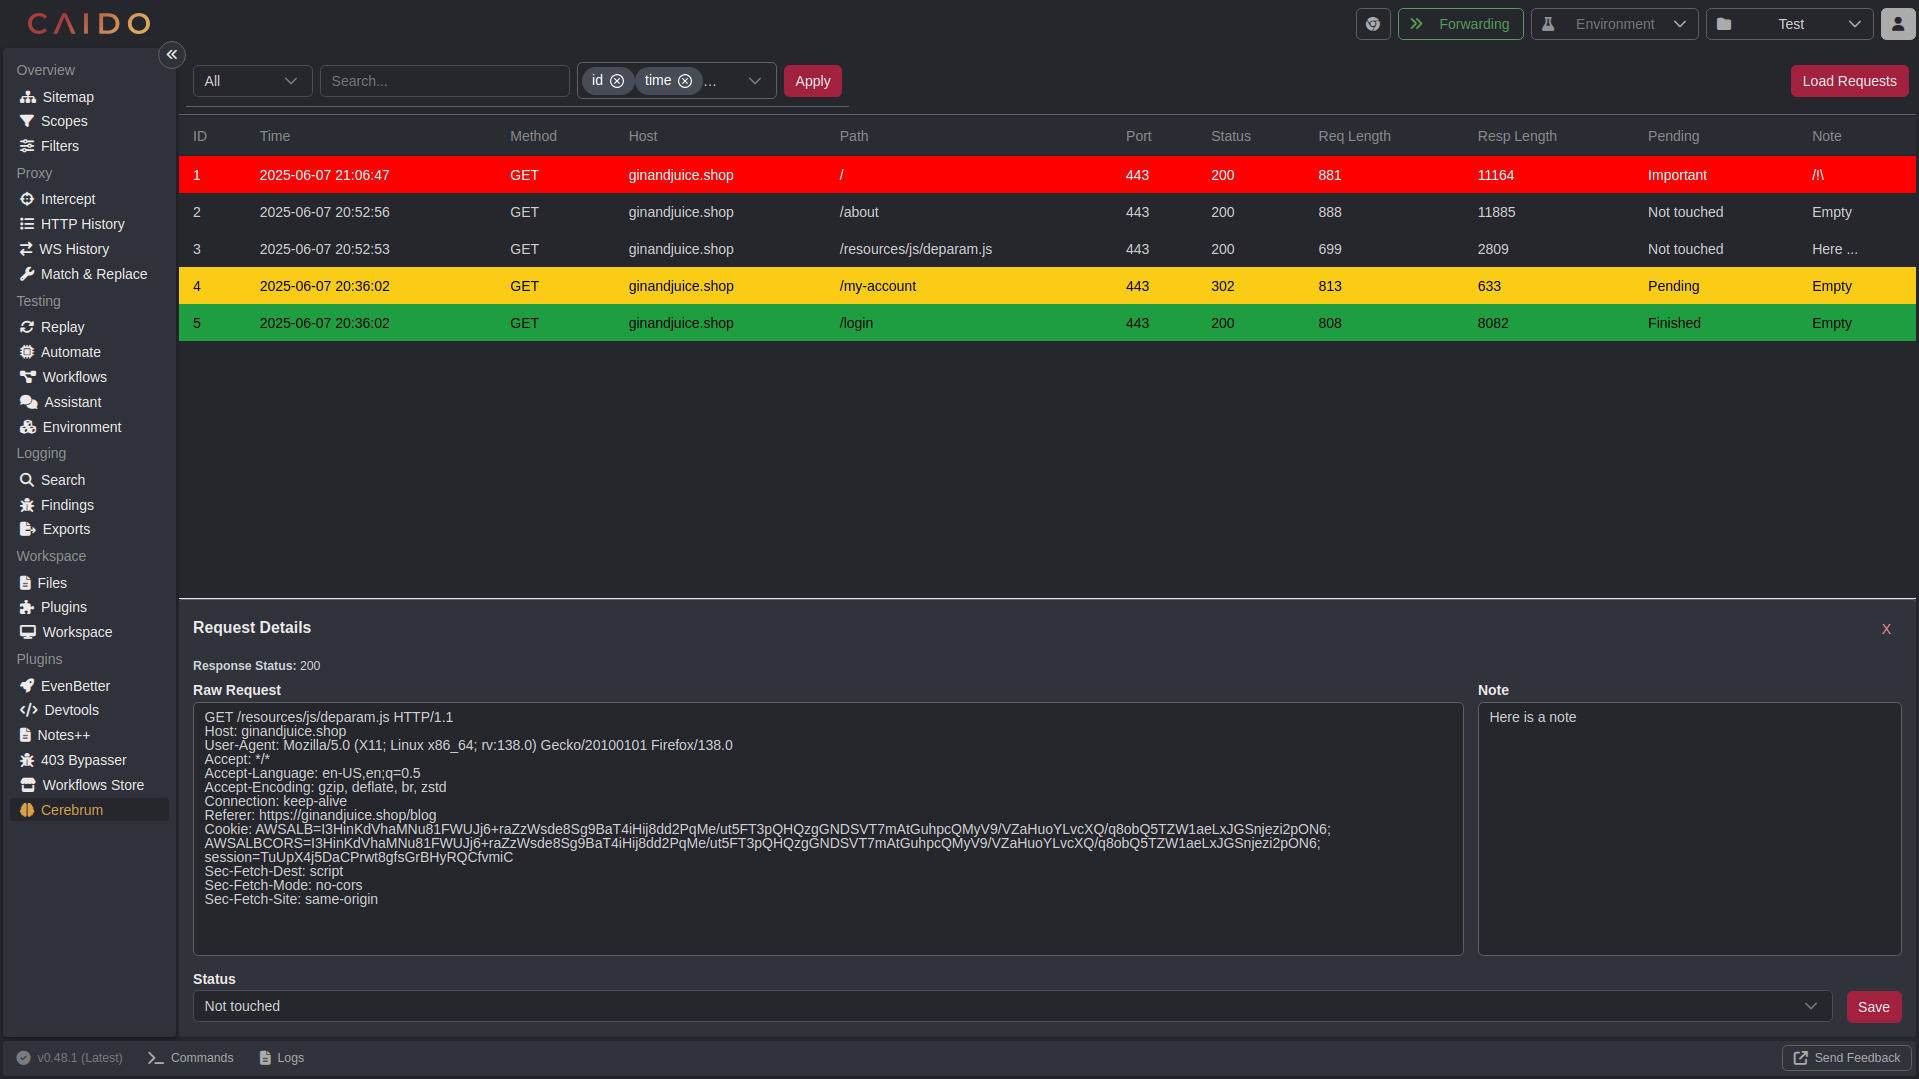 CAIDO
Forwarding
Environment
Test
Overview
Sitemap
Scopes
Filters
Proxy
Intercept
HTTP History
WS History
Match & Replace
Testing
Replay
Automate
Workflows
Assistant
Environment
Logging
Search
Findings
Exports
Workspace
Files
Plugins
Workspace
Plugins
EvenBetter
Devtools
Notes++
403 Bypasser
Workflows Store
Cerebrum
All Search... id time ... Apply Load Requests
ID Time Method Host Path Port Status Req Length Resp Length Pending Note
1 2025-06-07 21:06:47 GET ginandjuice.shop / 443 200 881 11164 Important /!\
2 2025-06-07 20:52:56 GET ginandjuice.shop /about 443 200 888 11885 Not touched Empty
3 2025-06-07 20:52:53 GET ginandjuice.shop /resources/js/deparam.js 443 200 699 2809 Not touched Here ...
4 2025-06-07 20:36:02 GET ginandjuice.shop /my-account 443 302 813 633 Pending Empty
5 2025-06-07 20:36:02 GET ginandjuice.shop /login 443 200 808 8082 Finished Empty
Request Details X
Response Status: 200
Raw Request
GET /resources/js/deparam.js HTTP/1.1
Host: ginandjuice.shop
User-Agent: Mozilla/5.0 (X11; Linux x86_64; rv:138.0) Gecko/20100101 Firefox/138.0
Accept: */*
Accept-Language: en-US,en;q=0.5
Accept-Encoding: gzip, deflate, br, zstd
Connection: keep-alive
Referer: https://ginandjuice.shop/blog
Cookie: AWSALB=I3HinKdVhaMNu81FWUJj6+raZzWsde8Sg9BaT4iHij8dd2PqMe/ut5FT3pQHQzgGNDSVT7mAtGuhpcQMyV9/VZaHuoYLvcXQ/q8obQ5TZW1aeLxJGSnjezi2pON6;
AWSALBCORS=I3HinKdVhaMNu81FWUJj6+raZzWsde8Sg9BaT4iHij8dd2PqMe/ut5FT3pQHQzgGNDSVT7mAtGuhpcQMyV9/VZaHuoYLvcXQ/q8obQ5TZW1aeLxJGSnjezi2pON6;
session=TuUpX4j5DaCPrwt8gfsGrBHyRQCfvmiC
Sec-Fetch-Dest: script
Sec-Fetch-Mode: no-cors
Sec-Fetch-Site: same-origin
Note
Here is a note
Status
Not touched
Save
v0.48.1 (Latest) Commands Logs Send Feedback